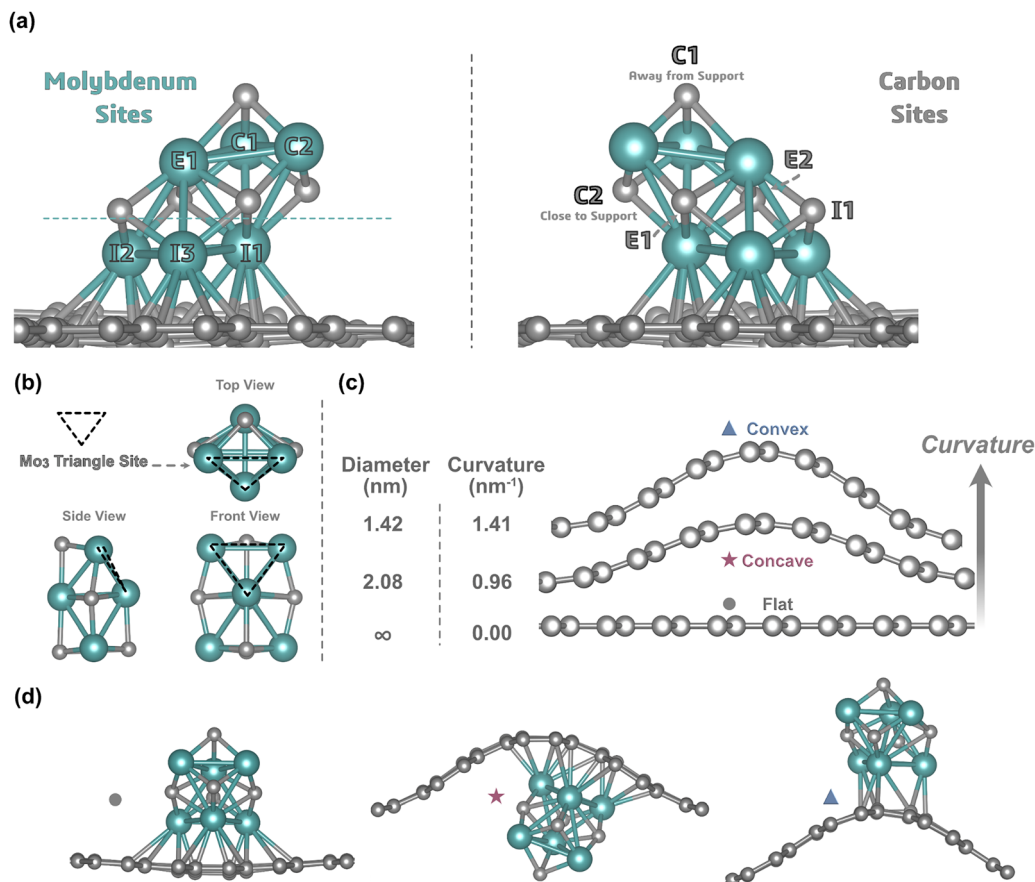 (a)
Molybdenum
Sites
E1
C1
C2
I2
I3
I1
C1
Away from Support
Carbon
Sites
E2
C2
Close to Support
I1
E1
(b)
Top View
Mo3 Triangle Site
Side View
Front View
(c)
Diameter
(nm)
Curvature
(nm-1)
1.42
1.41
2.08
0.96
∞
0.00
Convex
Concave
Flat
Curvature
(d)